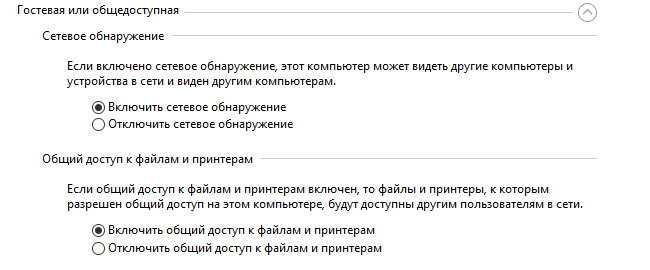 Гостевая или общедоступная
Сетевое обнаружение
Если включено сетевое обнаружение, этот компьютер может видеть другие компьютеры и
устройства в сети и виден другим компьютерам.
Включить сетевое обнаружение
Отключить сетевое обнаружение
Общий доступ к файлам и принтерам
Если общий доступ к файлам и принтерам включен, то файлы и принтеры, к которым
разрешен общий доступ на этом компьютере, будут доступны другим пользователям в сети.
Включить общий доступ к файлам и принтерам
Отключить общий доступ к файлам и принтерам